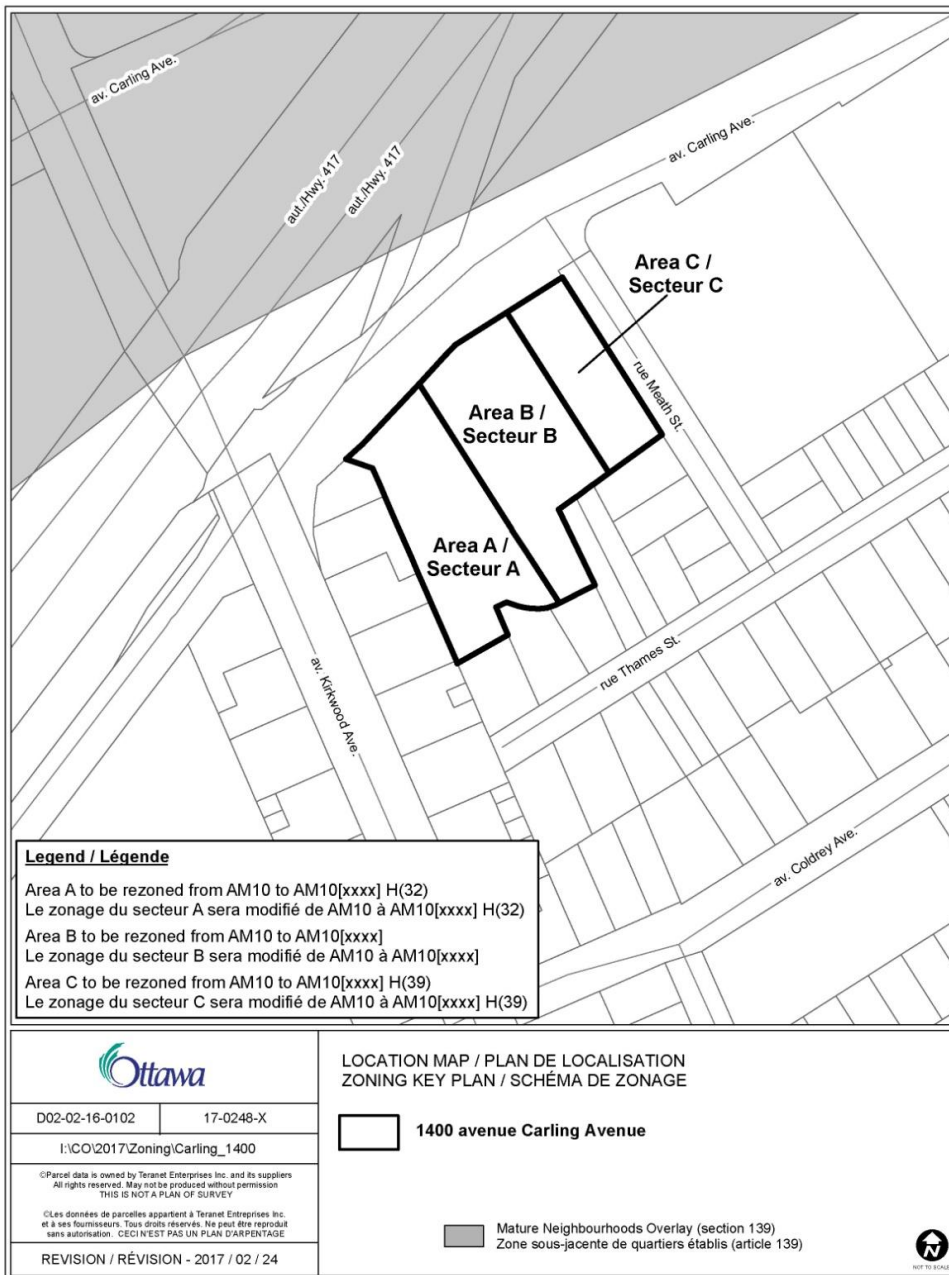 av. Carling Ave.
aut./Hwy. 417
aut./Hwy. 417
av. Carling Ave.
Area C /
Secteur C
rue Meath St.
Area B /
Secteur B
Area A /
Secteur A
av. Kirkwood Ave.
rue Thames St.
av. Coldrey Ave.
Legend / Légende
Area A to be rezoned from AM10 to AM10[xxxx] H(32)
Le zonage du secteur A sera modifié de AM10 à AM10[xxxx] H(32)
Area B to be rezoned from AM10 to AM10[xxxx]
Le zonage du secteur B sera modifié de AM10 à AM10[xxxx]
Area C to be rezoned from AM10 to AM10[xxxx] H(39)
Le zonage du secteur C sera modifié de AM10 à AM10[xxxx] H(39)
Ottawa
D02-02-16-0102
17-0248-X
I:\CO\2017\Zoning\Carling_1400
©Parcel data is owned by Teranet Enterprises Inc. and its suppliers
All rights reserved. May not be produced without permission
THIS IS NOT A PLAN OF SURVEY
©Les données de parcelles appartient à Teranet Entreprises Inc.
et à ses fournisseurs. Tous droits réservés. Ne peut être reproduit
sans autorisation. CECI N'EST PAS UN PLAN D'ARPENTAGE
REVISION / RÉVISION - 2017 / 02 / 24
LOCATION MAP / PLAN DE LOCALISATION
ZONING KEY PLAN / SCHÉMA DE ZONAGE
1400 avenue Carling Avenue
Mature Neighbourhoods Overlay (section 139)
Zone sous-jacente de quartiers établis (article 139)
N
NOT TO SCALE